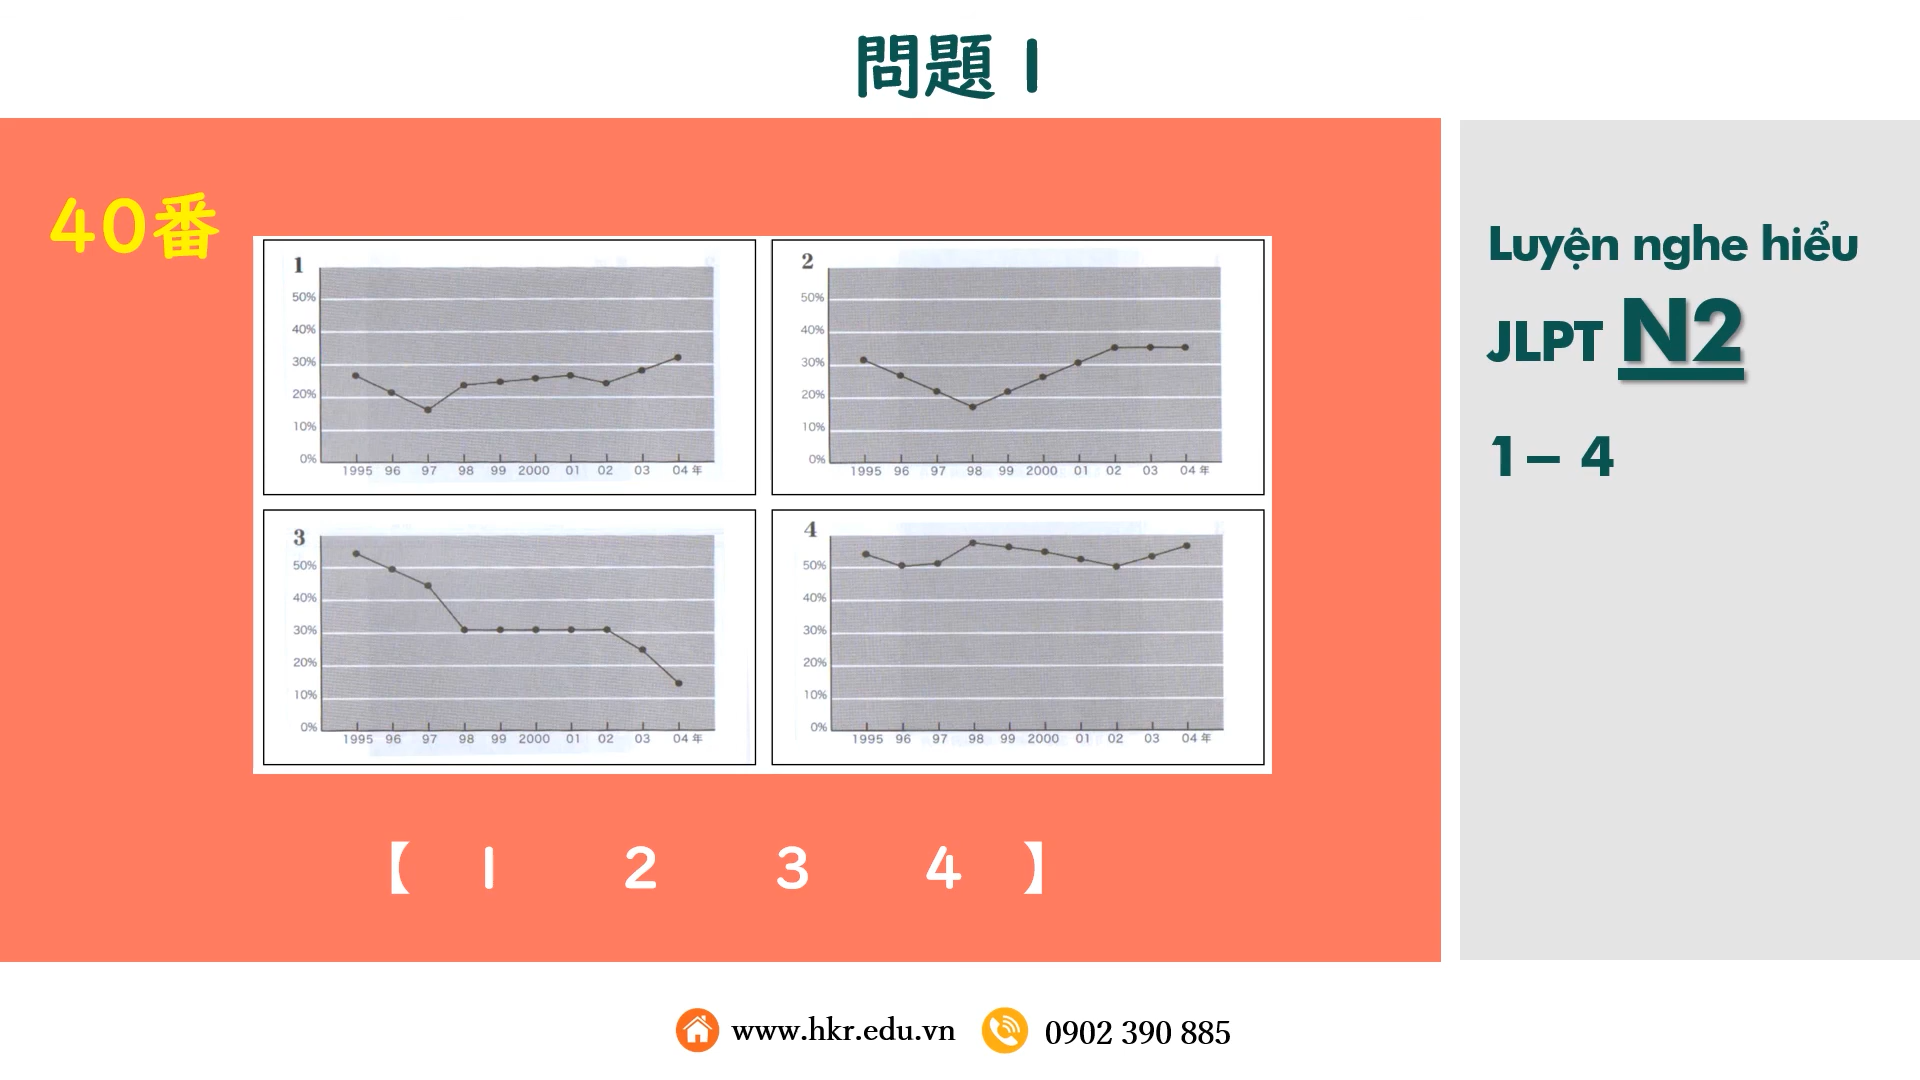 問題 1
40番
1
50%
40%
30%
20%
10%
0%
1995 96 97 98 99 2000 01 02 03 04 年
2
50%
40%
30%
20%
10%
0%
1995 96 97 98 99 2000 01 02 03 04 年
3
50%
40%
30%
20%
10%
0%
1995 96 97 98 99 2000 01 02 03 04 年
4
50%
40%
30%
20%
10%
0%
1995 96 97 98 99 2000 01 02 03 04 年
【 1 2 3 4 】
Luyện nghe hiểu
JLPT N2
1– 4
www.hkr.edu.vn 0902 390 885